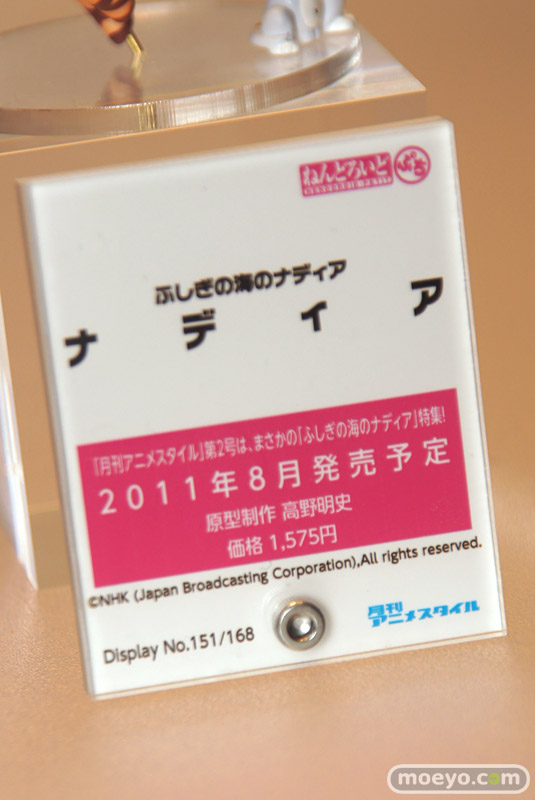 ねんどろいど ぷち
NENDOROID PETIT
ふしぎの海のナディア
ナディア
「月刊アニメスタイル」第2号は、まさかの「ふしぎの海のナディア」特集!
2011年8月発売予定
原型制作 高野明史
価格 1,575円
©NHK (Japan Broadcasting Corporation),All rights reserved.
月刊
アニメスタイル
Display No.151/168
moeyo.com